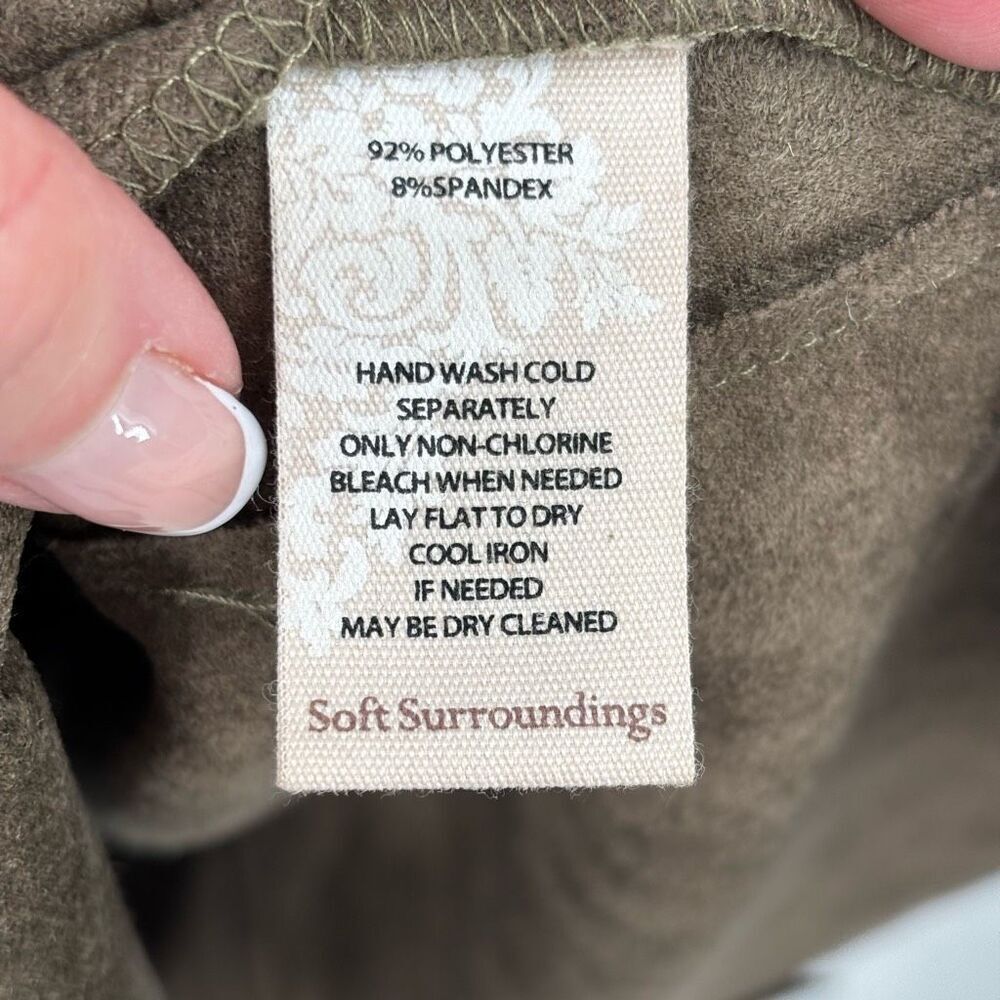 92% POLYESTER
8%SPANDEX
HAND WASH COLD
SEPARATELY
ONLY NON-CHLORINE
BLEACH WHEN NEEDED
LAY FLAT TO DRY
COOL IRON
IF NEEDED
MAY BE DRY CLEANED
Soft Surroundings